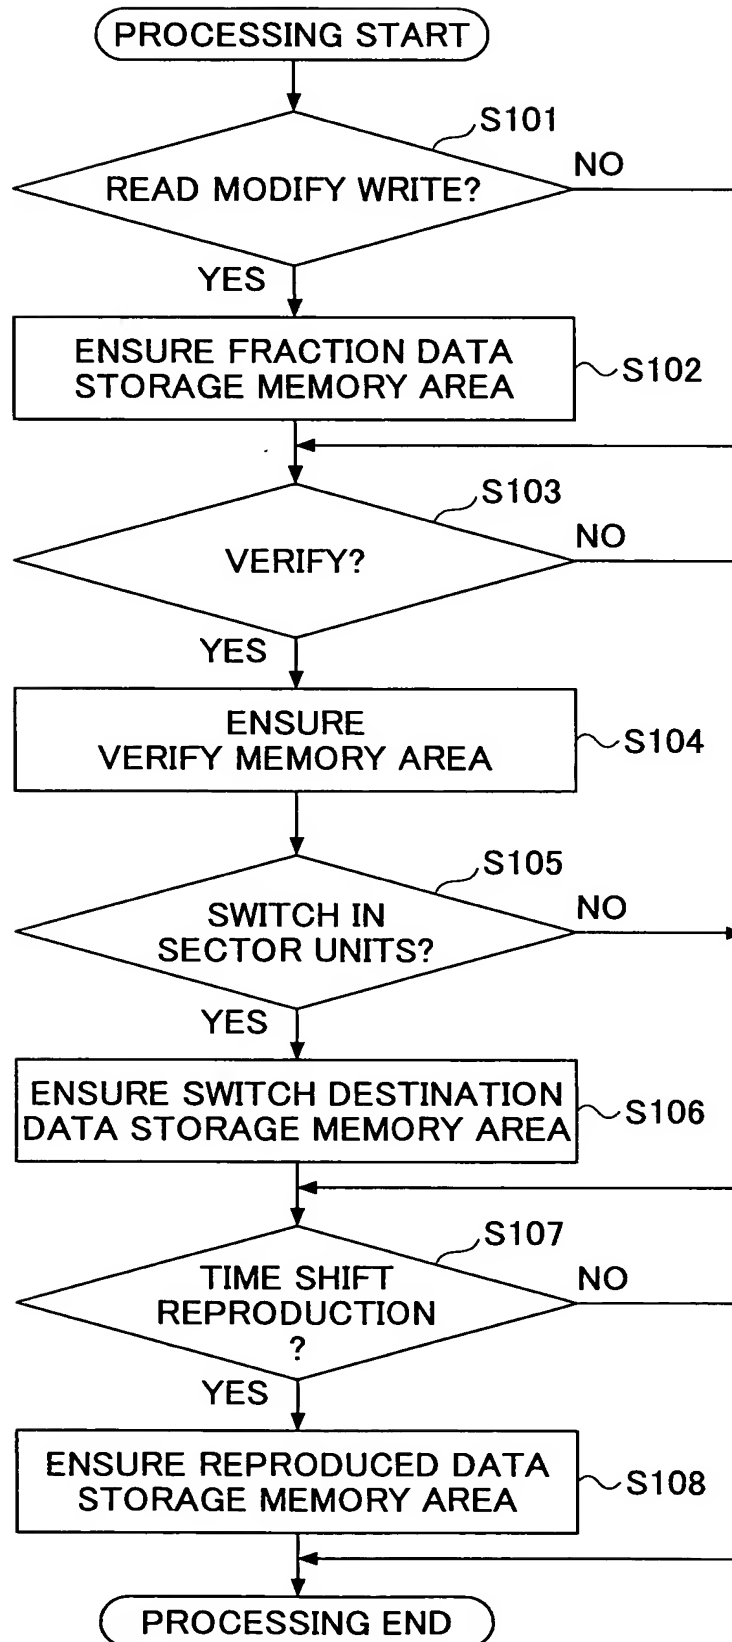 PROCESSING START
S101
READ MODIFY WRITE?
NO
YES
ENSURE FRACTION DATA
STORAGE MEMORY AREA
S102
S103
VERIFY?
NO
YES
ENSURE
VERIFY MEMORY AREA
S104
S105
SWITCH IN
SECTOR UNITS?
NO
YES
ENSURE SWITCH DESTINATION
DATA STORAGE MEMORY AREA
S106
S107
TIME SHIFT
REPRODUCTION
?
NO
YES
ENSURE REPRODUCED DATA
STORAGE MEMORY AREA
S108
PROCESSING END